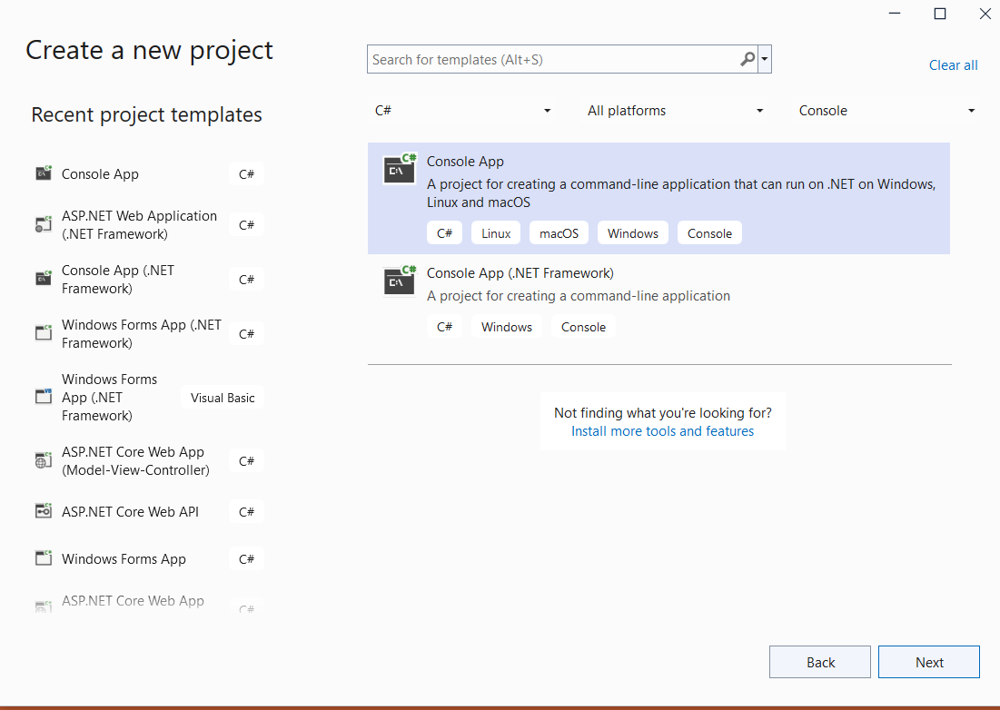 Create a new project
Search for templates (Alt+S)
Clear all
Recent project templates
C#
All platforms
Console
Console App
C#
ASP.NET Web Application
(.NET Framework)
C#
Console App (.NET
Framework)
C#
Windows Forms App (.NET
Framework)
C#
Windows Forms
App (.NET
Framework)
Visual Basic
ASP.NET Core Web App
(Model-View-Controller)
C#
ASP.NET Core Web API
C#
Windows Forms App
C#
ASP.NET Core Web App
C#
C#
C:\
Console App
A project for creating a command-line application that can run on .NET on Windows,
Linux and macOS
C#
Linux
macOS
Windows
Console
C#
C:\
Console App (.NET Framework)
A project for creating a command-line application
C#
Windows
Console
Not finding what you're looking for?
Install more tools and features
Back
Next